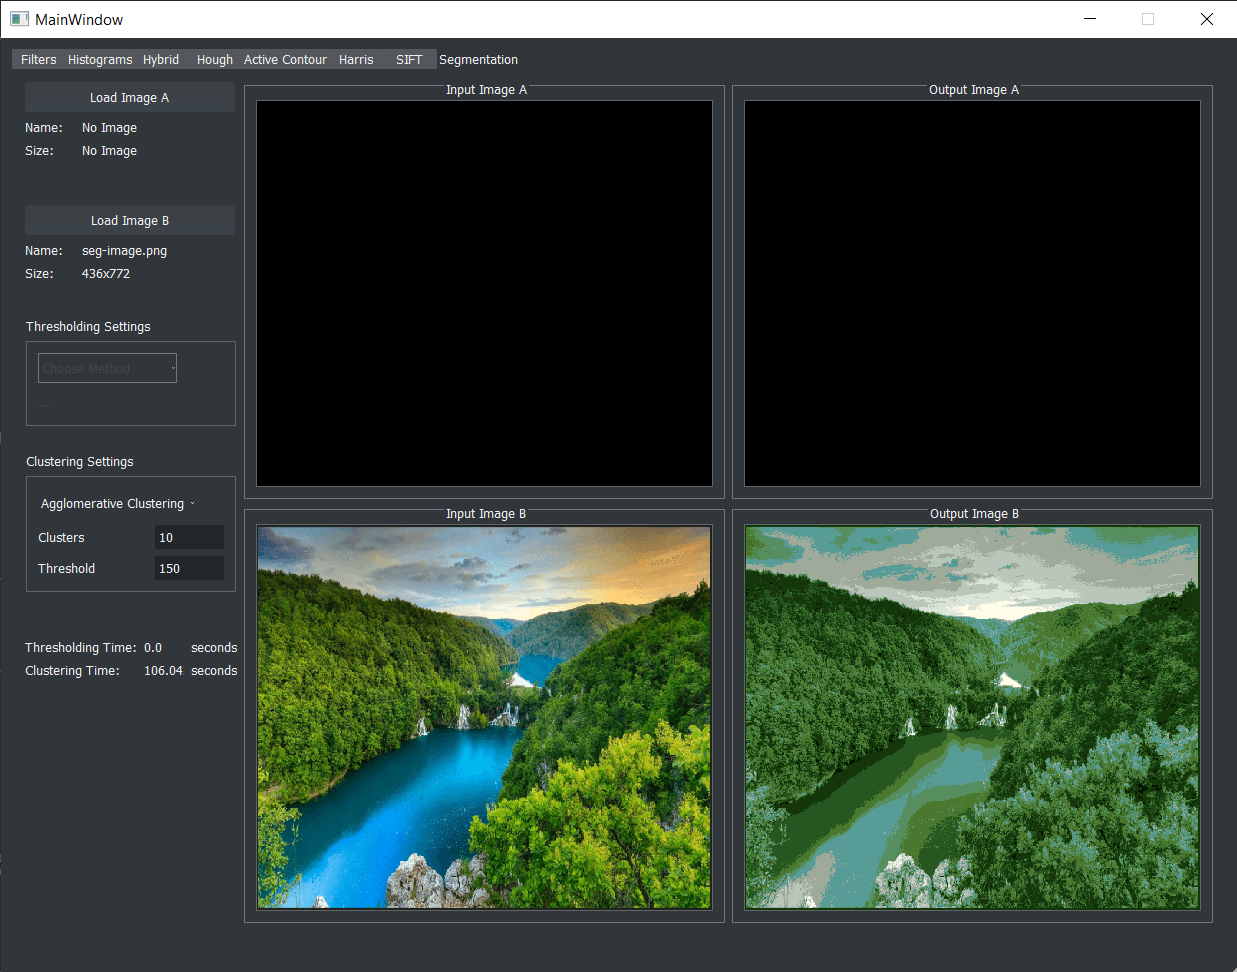 MainWindow
Filters Histograms Hybrid Hough Active Contour Harris SIFT Segmentation
Load Image A
Name: No Image
Size: No Image
Load Image B
Name: seg-image.png
Size: 436x772
Thresholding Settings
Choose Method
...
Clustering Settings
Agglomerative Clustering
Clusters 10
Threshold 150
Thresholding Time: 0.0 seconds
Clustering Time: 106.04 seconds
Input Image A
Output Image A
Input Image B
Output Image B